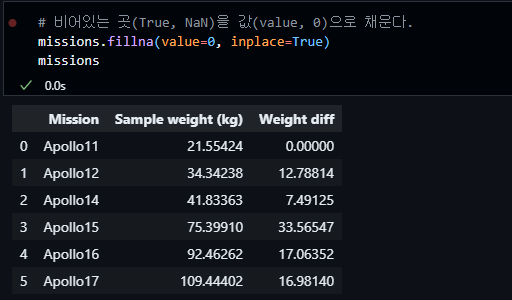 # 비어있는 곳(True, NaN)을 값(value, 0)으로 채운다.
missions.fillna(value=0, inplace=True)
missions
0.0s
Mission Sample weight (kg) Weight diff
0 Apollo11 21.55424 0.00000
1 Apollo12 34.34238 12.78814
2 Apollo14 41.83363 7.49125
3 Apollo15 75.39910 33.56547
4 Apollo16 92.46262 17.06352
5 Apollo17 109.44402 16.98140